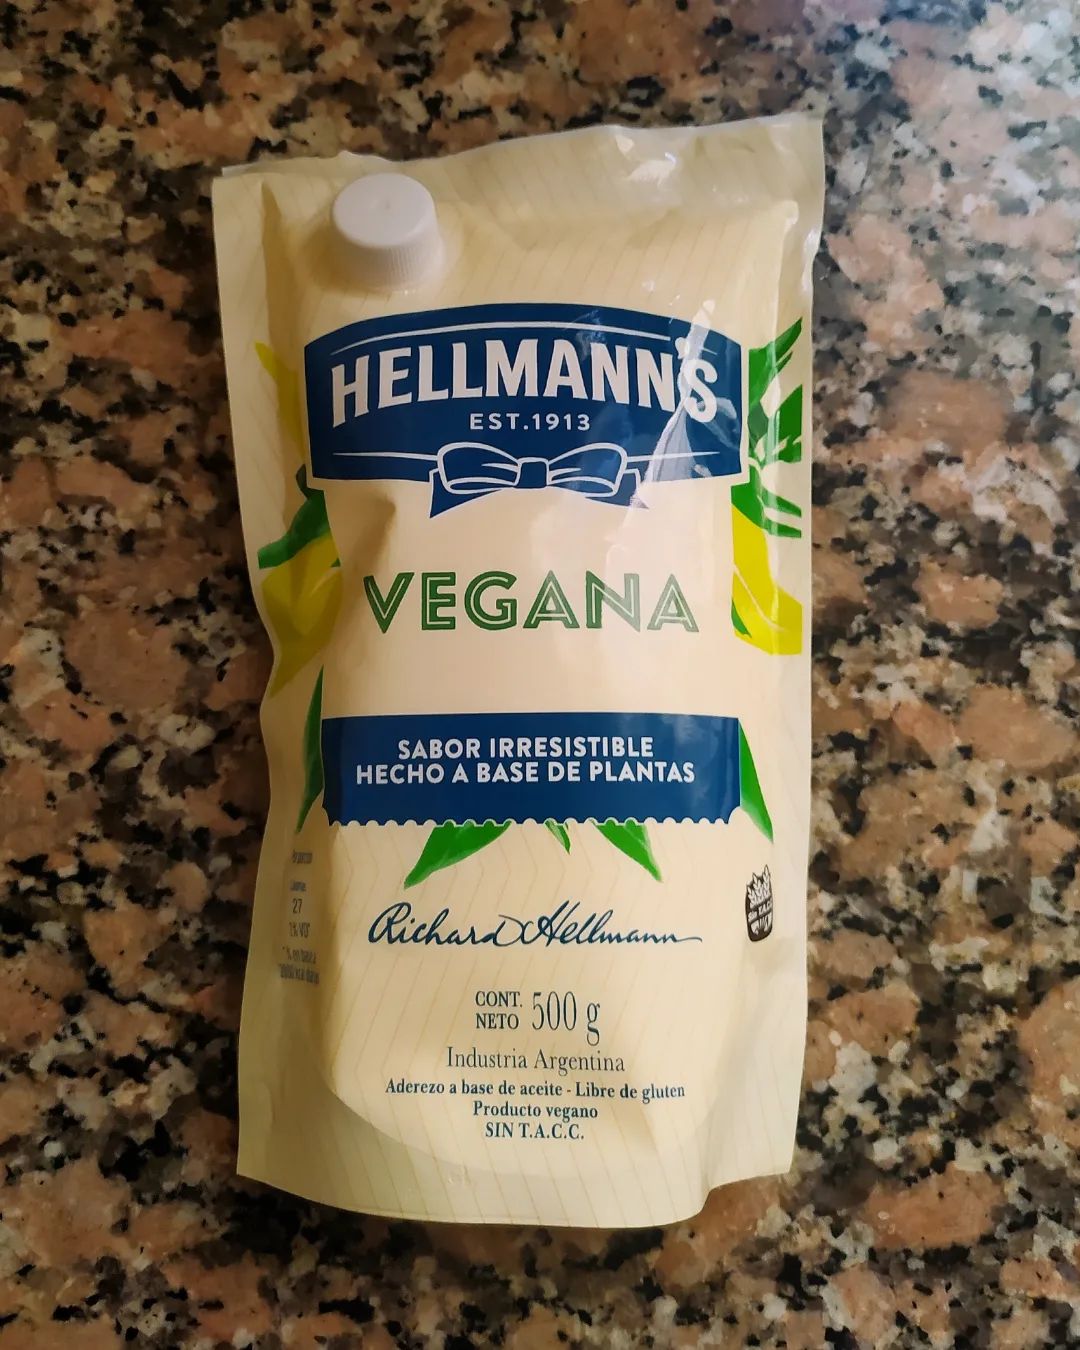 HELLMANN'S
EST.1913
VEGANA
SABOR IRRESISTIBLE
HECHO A BASE DE PLANTAS
Richard Hellmann
27
CONT.
NETO 500 g
Industria Argentina
Aderezo a base de aceite - Libre de gluten
Producto vegano
SIN T.A.C.C.